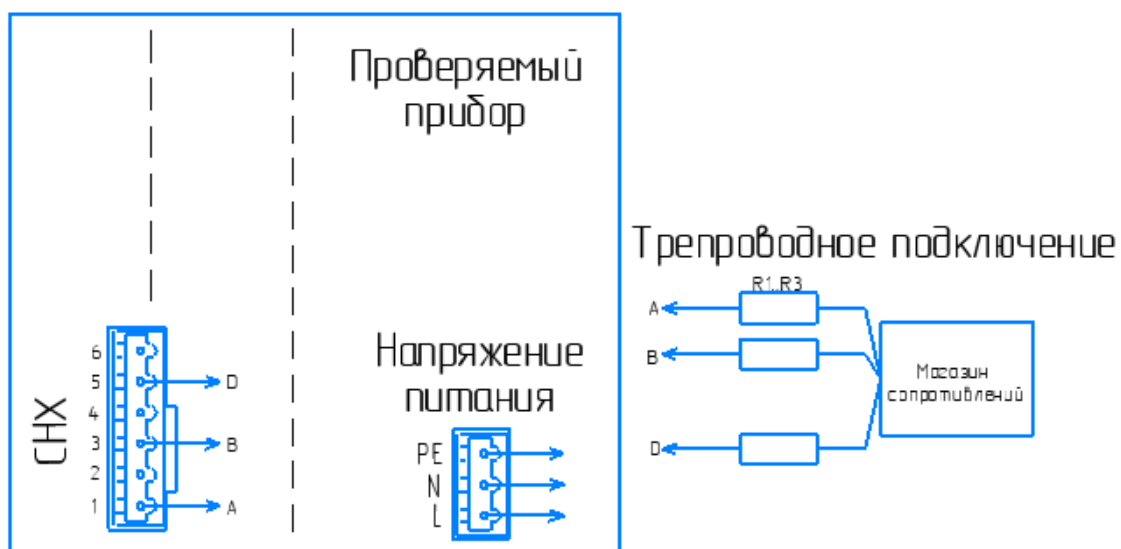 Проверяемый
прибор
Трепроводное подключение
R1..R3
A
B
D
Магазин
сопротивлений
Напряжение
питания
PE
N
L
CHX
6
5 D
4
3 B
2
1 A